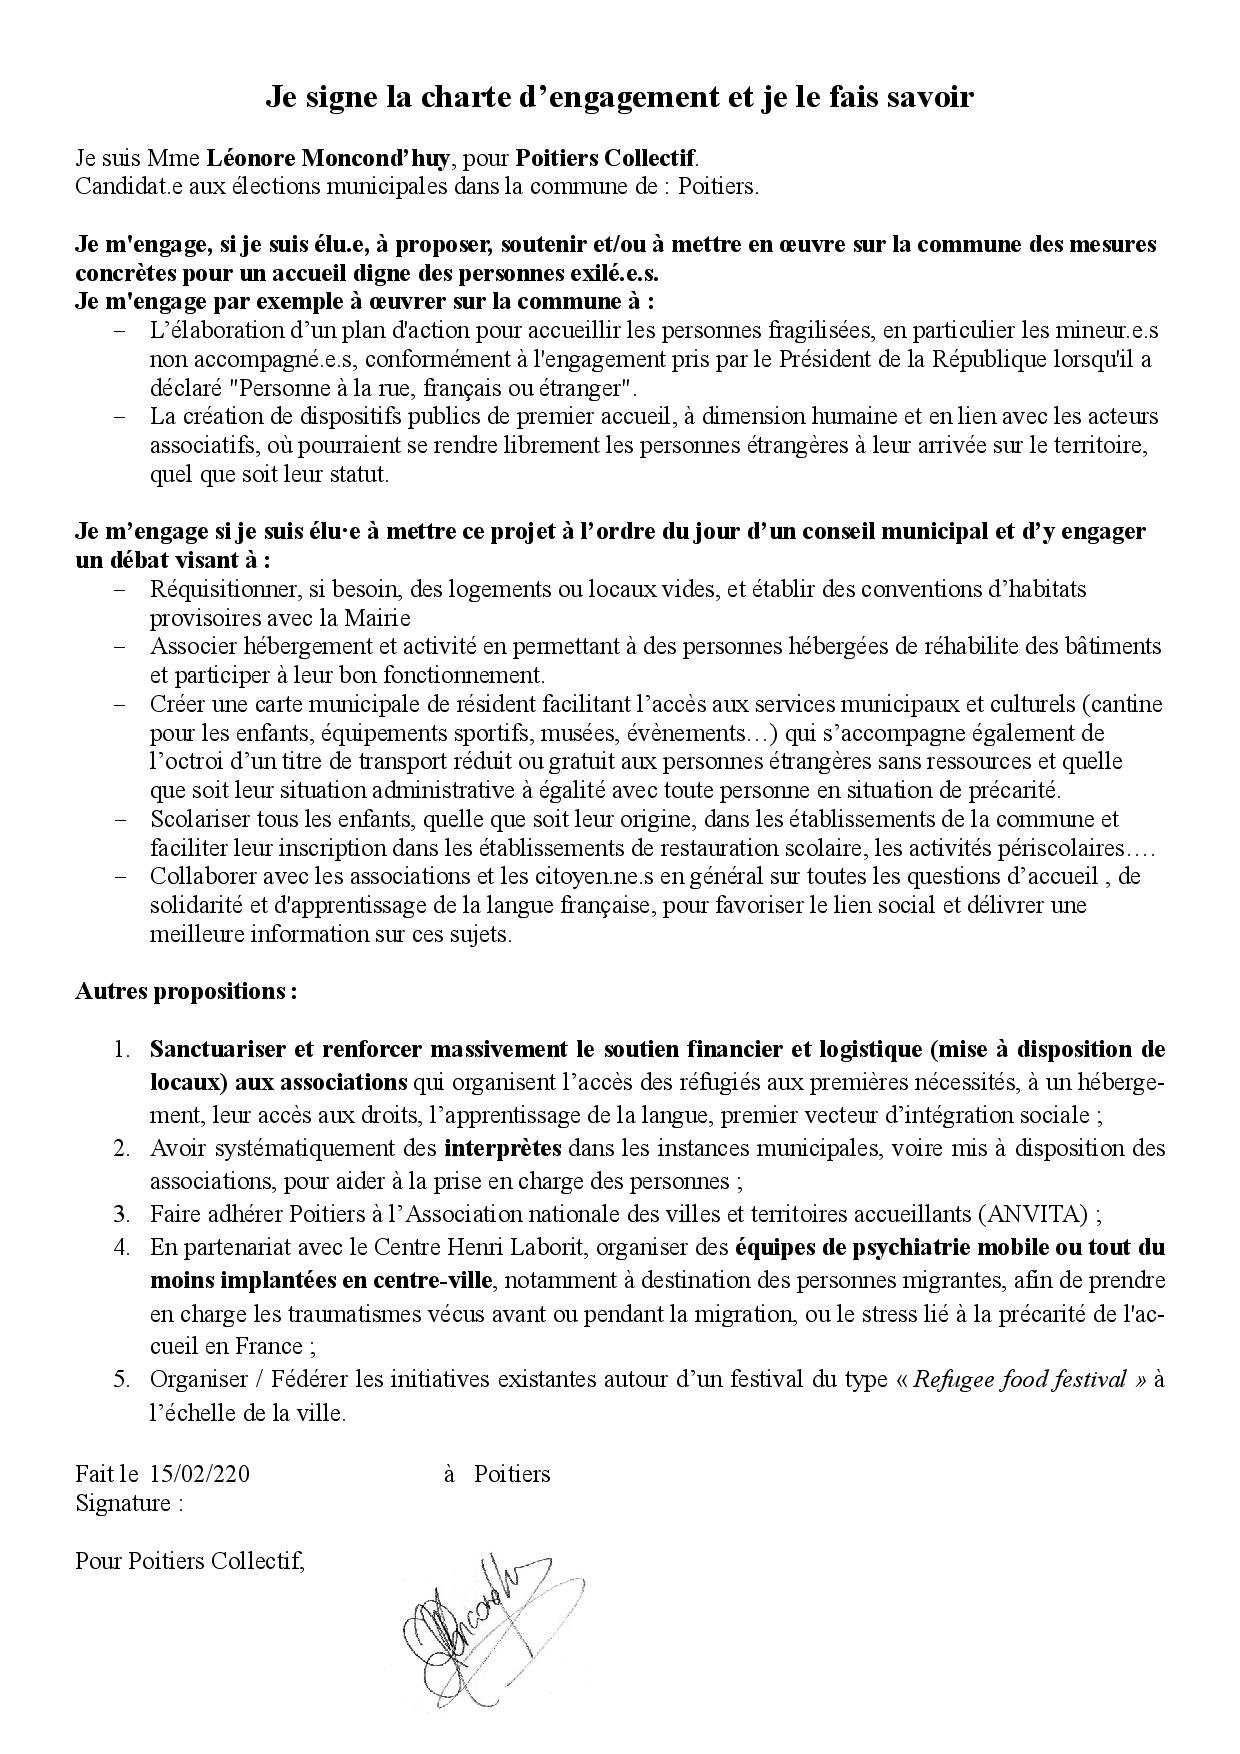 Je signe la charte d’engagement et je le fais savoir
Je suis Mme Léonore Moncond’huy, pour Poitiers Collectif.
Candidat.e aux élections municipales dans la commune de : Poitiers.
Je m'engage, si je suis élu.e, à proposer, soutenir et/ou à mettre en œuvre sur la commune des mesures
concrètes pour un accueil digne des personnes exilé.e.s.
Je m'engage par exemple à œuvrer sur la commune à :
– L’élaboration d’un plan d'action pour accueillir les personnes fragilisées, en particulier les mineur.e.s
non accompagné.e.s, conformément à l'engagement pris par le Président de la République lorsqu'il a
déclaré "Personne à la rue, français ou étranger".
– La création de dispositifs publics de premier accueil, à dimension humaine et en lien avec les acteurs
associatifs, où pourraient se rendre librement les personnes étrangères à leur arrivée sur le territoire,
quel que soit leur statut.
Je m’engage si je suis élu·e à mettre ce projet à l’ordre du jour d’un conseil municipal et d’y engager
un débat visant à :
– Réquisitionner, si besoin, des logements ou locaux vides, et établir des conventions d’habitats
provisoires avec la Mairie
– Associer hébergement et activité en permettant à des personnes hébergées de réhabilite des bâtiments
et participer à leur bon fonctionnement.
– Créer une carte municipale de résident facilitant l’accès aux services municipaux et culturels (cantine
pour les enfants, équipements sportifs, musées, évènements…) qui s’accompagne également de
l’octroi d’un titre de transport réduit ou gratuit aux personnes étrangères sans ressources et quelle
que soit leur situation administrative à égalité avec toute personne en situation de précarité.
– Scolariser tous les enfants, quelle que soit leur origine, dans les établissements de la commune et
faciliter leur inscription dans les établissements de restauration scolaire, les activités périscolaires….
– Collaborer avec les associations et les citoyen.ne.s en général sur toutes les questions d’accueil , de
solidarité et d'apprentissage de la langue française, pour favoriser le lien social et délivrer une
meilleure information sur ces sujets.
Autres propositions :
1. Sanctuariser et renforcer massivement le soutien financier et logistique (mise à disposition de
locaux) aux associations qui organisent l’accès des réfugiés aux premières nécessités, à un héberge-
ment, leur accès aux droits, l’apprentissage de la langue, premier vecteur d’intégration sociale ;
2. Avoir systématiquement des interprètes dans les instances municipales, voire mis à disposition des
associations, pour aider à la prise en charge des personnes ;
3. Faire adhérer Poitiers à l’Association nationale des villes et territoires accueillants (ANVITA) ;
4. En partenariat avec le Centre Henri Laborit, organiser des équipes de psychiatrie mobile ou tout du
moins implantées en centre-ville, notamment à destination des personnes migrantes, afin de prendre
en charge les traumatismes vécus avant ou pendant la migration, ou le stress lié à la précarité de l'ac-
cueil en France ;
5. Organiser / Fédérer les initiatives existantes autour d’un festival du type « Refugee food festival » à
l’échelle de la ville.
Fait le 15/02/220 à Poitiers
Signature :
Pour Poitiers Collectif,